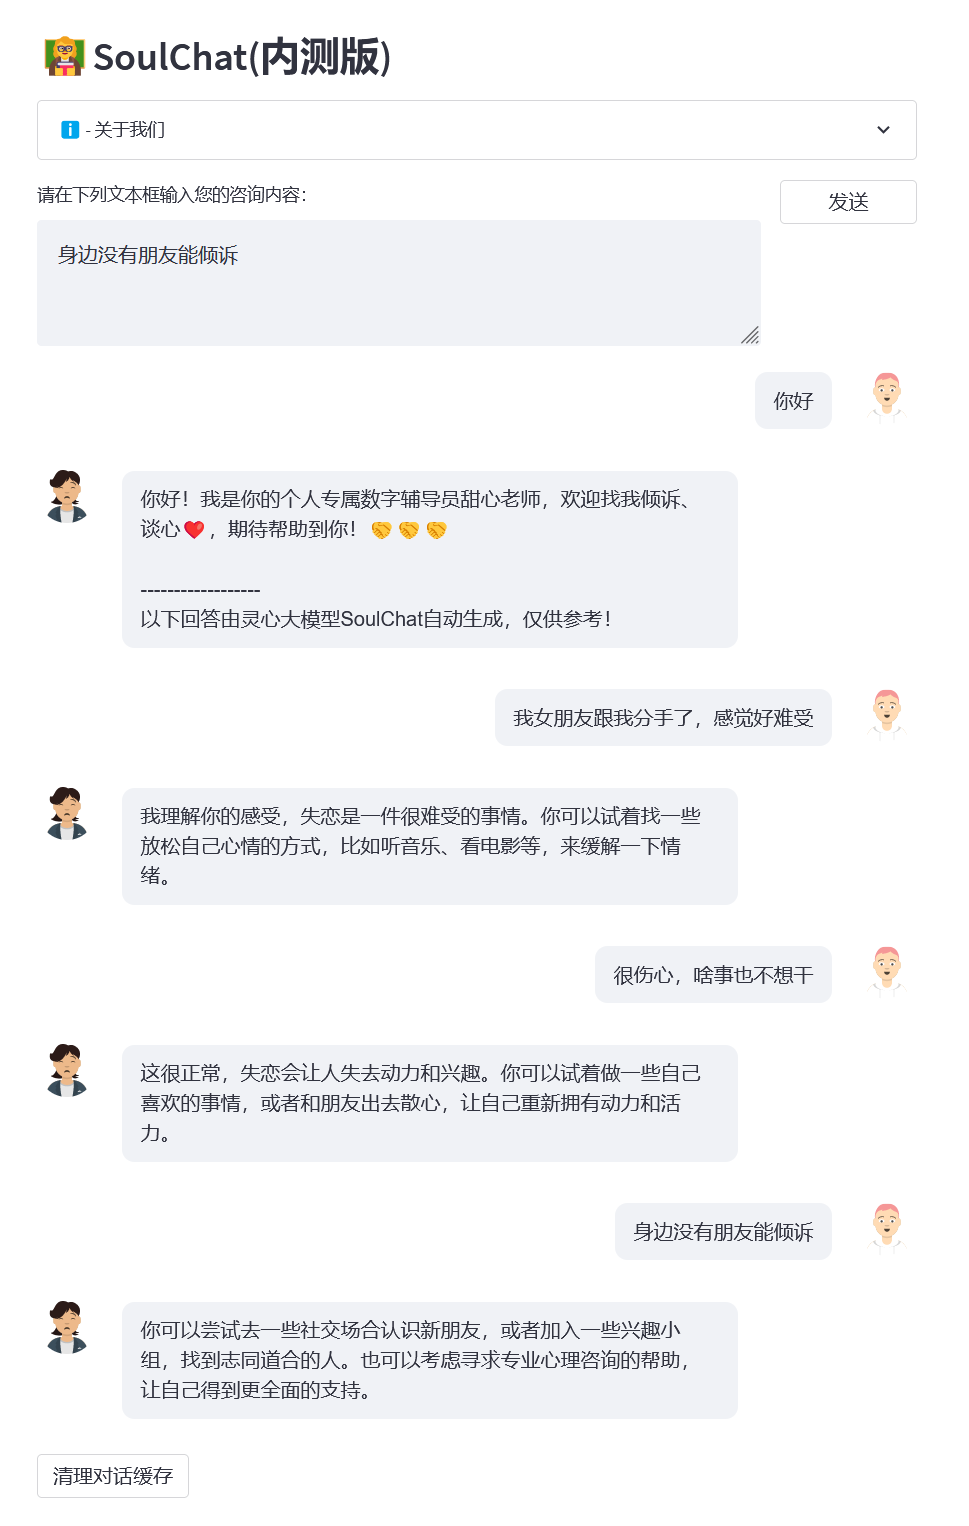 SoulChat(内测版)
- 关于我们
请在下列文本框输入您的咨询内容：
发送
身边没有朋友能倾诉
你好
你好！我是你的个人专属数字辅导员甜心老师，欢迎找我倾诉、
谈心❤️，期待帮助到你！🤝🤝🤝
------------------
以下回答由灵心大模型SoulChat自动生成，仅供参考！
我女朋友跟我分手了，感觉好难受
我理解你的感受，失恋是一件很难受的事情。你可以试着找一些
放松自己心情的方式，比如听音乐、看电影等，来缓解一下情
绪。
很伤心，啥事也不想干
这很正常，失恋会让人失去动力和兴趣。你可以试着做一些自己
喜欢的事情，或者和朋友出去散心，让自己重新拥有动力和活
力。
身边没有朋友能倾诉
你可以尝试去一些社交场合认识新朋友，或者加入一些兴趣小
组，找到志同道合的人。也可以考虑寻求专业心理咨询的帮助，
让自己得到更全面的支持。
清理对话缓存